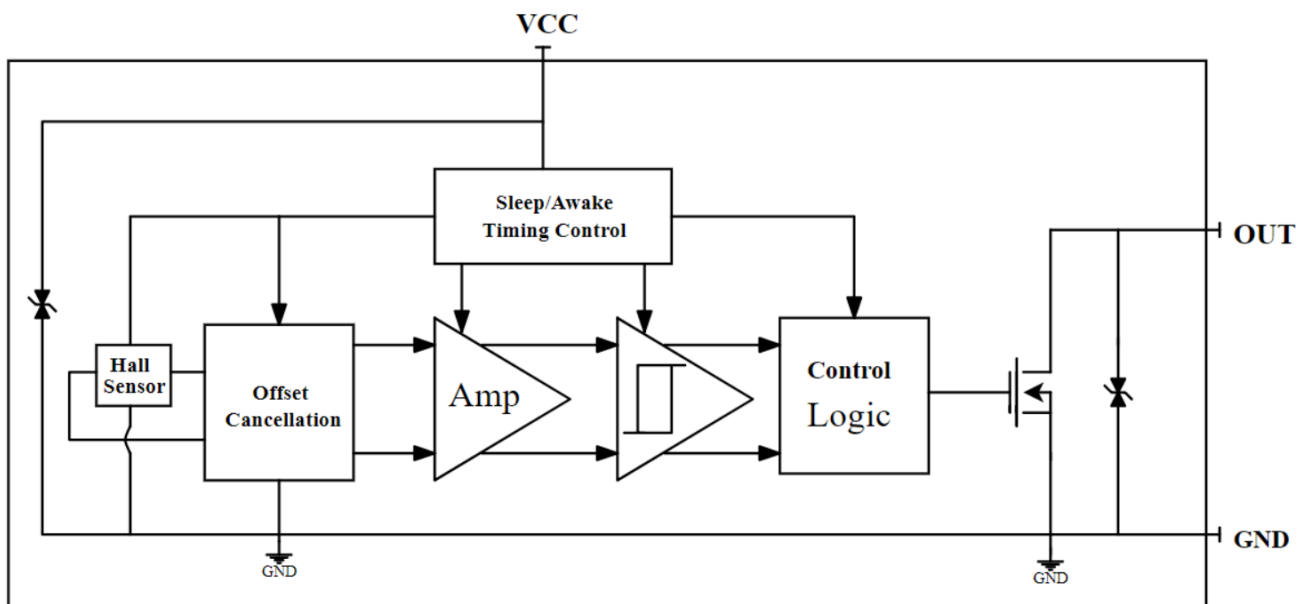 VCC
Sleep/Awake
Timing Control
OUT
Hall
Sensor
Offset
Cancellation
Amp
Control
Logic
GND
GND
GND